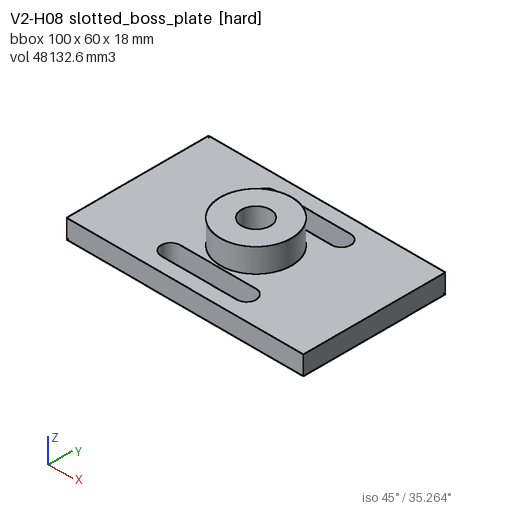 V2-H08 slotted_boss_plate [hard]
bbox 100 x 60 x 18 mm
vol 48132.6 mm3
Z
Y
X
iso 45° / 35.264°